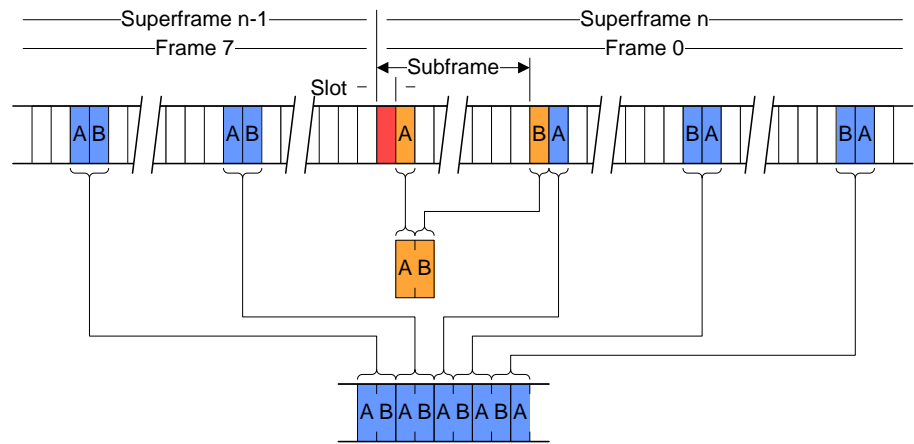 Superframe n-1 Superframe n
Frame 7 Frame 0
Subframe
Slot
A B A B A B A B A B A
A B
A B A B A B A B A